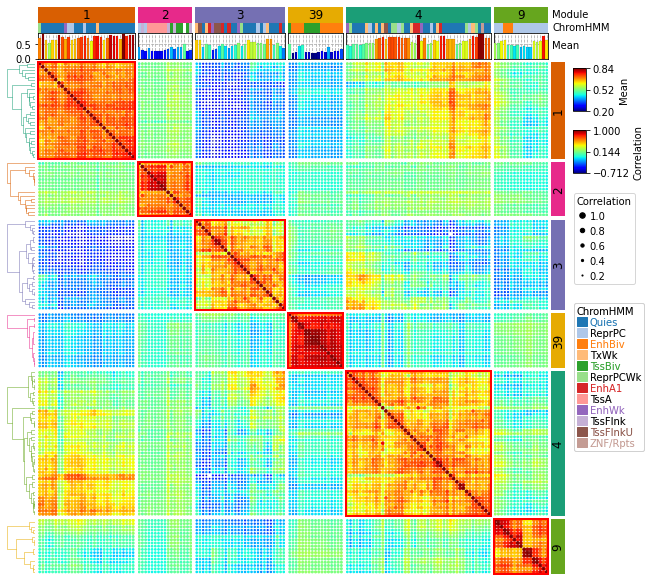 1 2 3 39 4 9 Module
ChromHMM
0.5
0.0
Mean
1
2
3
39
4
9
0.84
0.52
0.20
Mean
1.000
0.144
−0.712
Correlation
Correlation
1.0
0.8
0.6
0.4
0.2
ChromHMM
Quies
ReprPC
EnhBiv
TxWk
TssBiv
ReprPCWk
EnhA1
TssA
EnhWk
TssFlnk
TssFlnkU
ZNF/Rpts